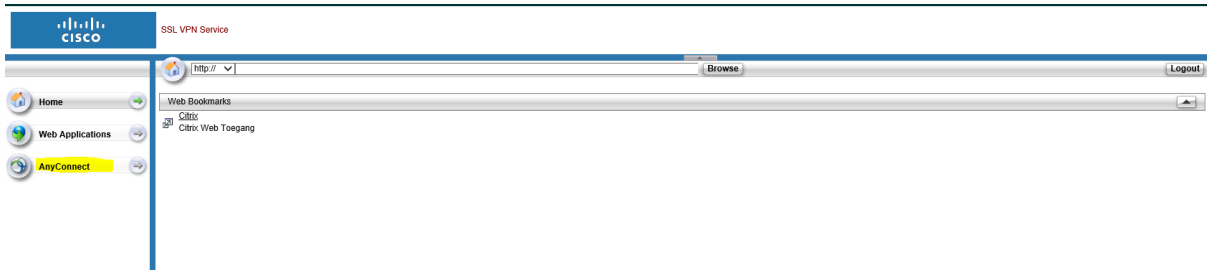 CISCO
SSL VPN Service
http://
Browse
Logout
Home
Web Applications
AnyConnect
Web Bookmarks
Citrix
Citrix Web Toegang